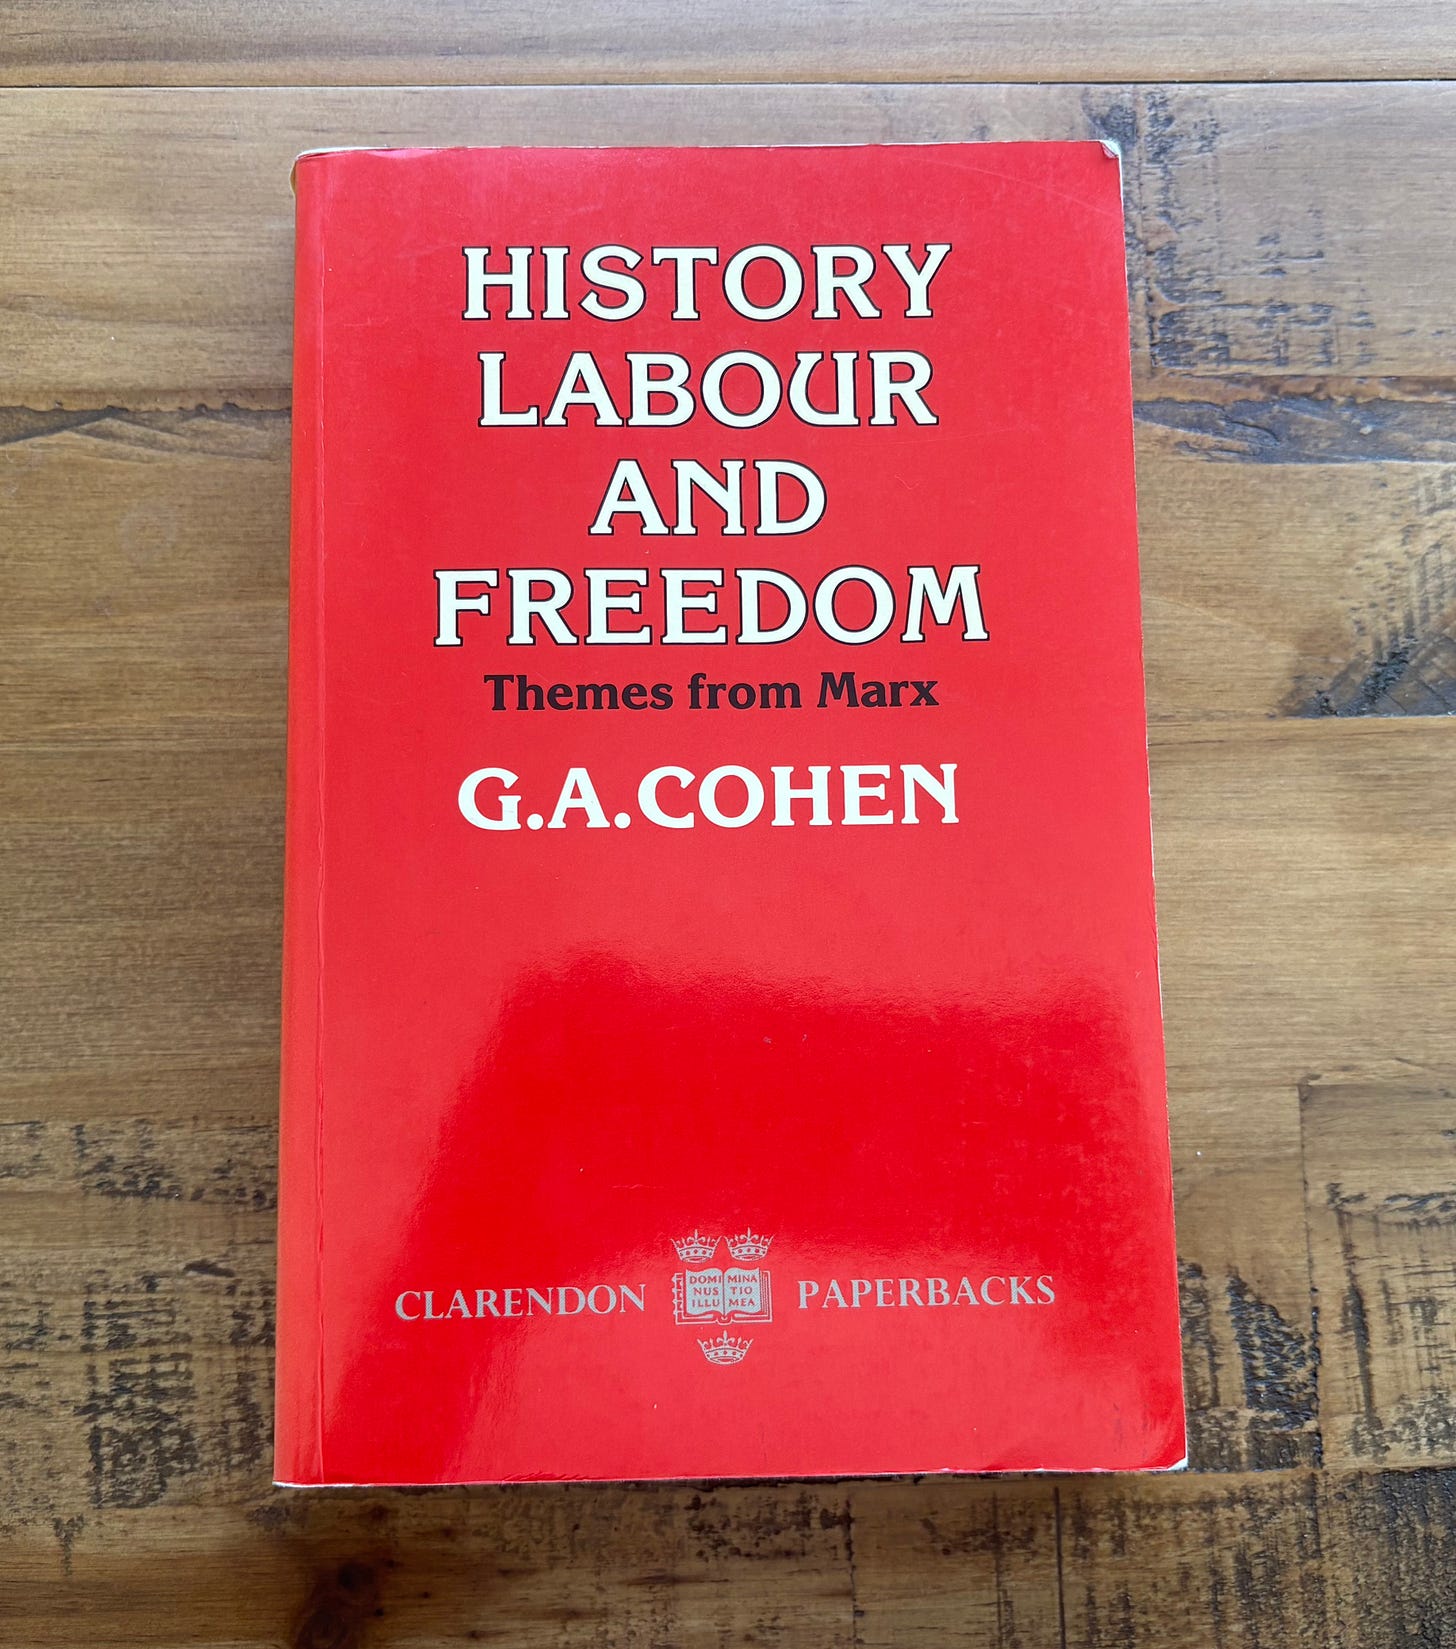 HISTORY
LABOUR
AND
FREEDOM
Themes from Marx
G.A.COHEN
CLARENDON PAPERBACKS
DOMI MINA
NUS TIO
ILLU MEA